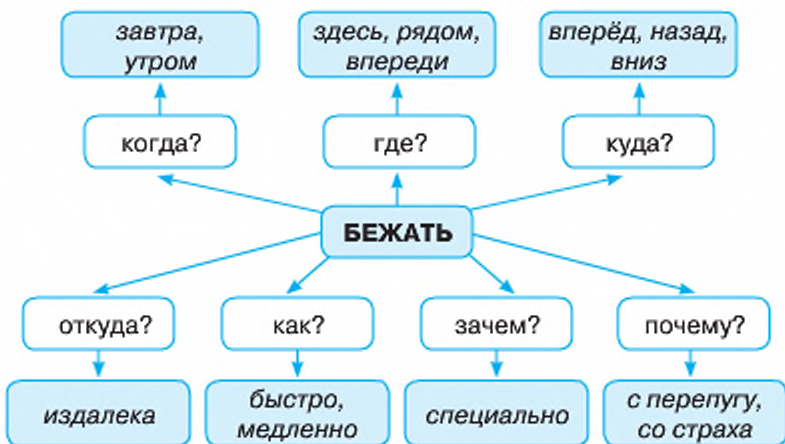 завтра,
утром
здесь, рядом,
впереди
вперёд, назад,
вниз
когда?
где?
куда?
БЕЖАТЬ
откуда?
как?
зачем?
почему?
издалека
быстро,
медленно
специально
с перепугу,
со страха